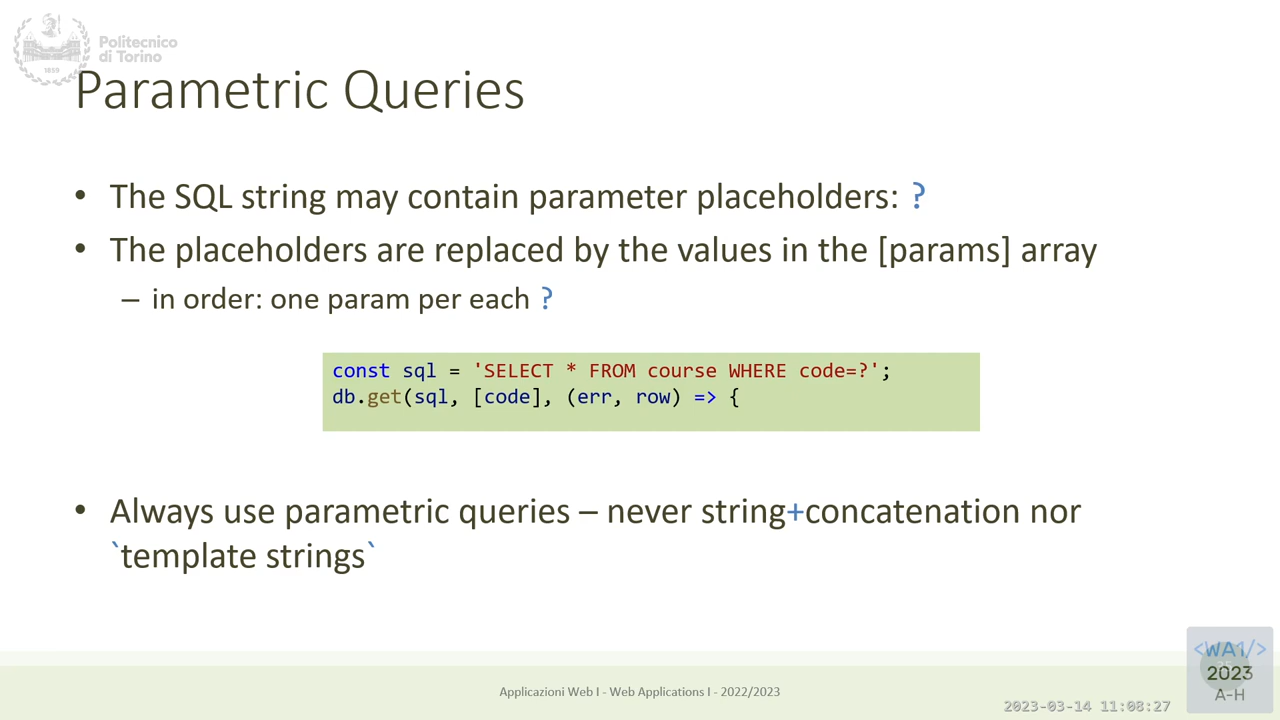 Politecnico
di Torino
1859
Parametric Queries
• The SQL string may contain parameter placeholders: ?
• The placeholders are replaced by the values in the [params] array
– in order: one param per each ?
const sql = 'SELECT * FROM course WHERE code=?';
db.get(sql, [code], (err, row) => {
• Always use parametric queries – never string+concatenation nor
`template strings`
Applicazioni Web I - Web Applications I - 2022/2023
2023-03-14 11:08:27
<WA1/>
2023
A-H